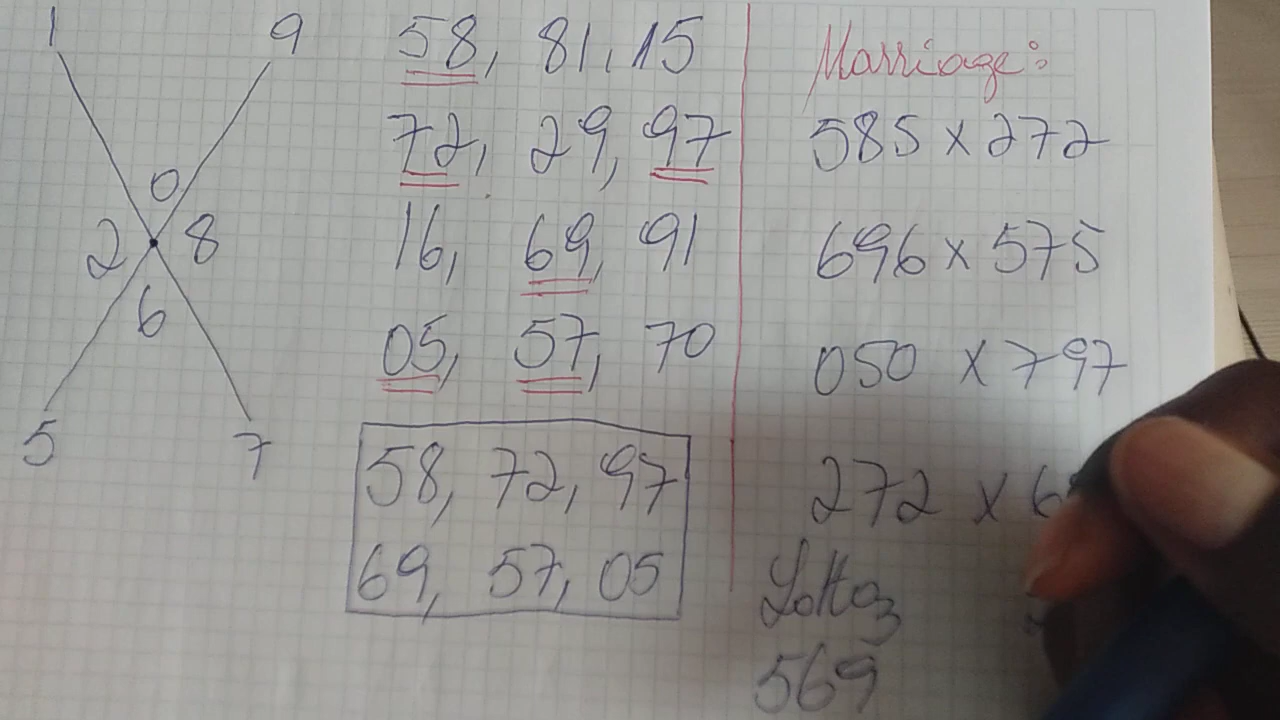 1 9
0
2 8
6
5 7
58, 81, 15
72, 29, 97
16, 69, 91
05, 57, 70
58, 72, 97
69, 57, 05
Marriage:
585 x 272
696 x 575
050 x 797
272 x 6
Lotto3
569